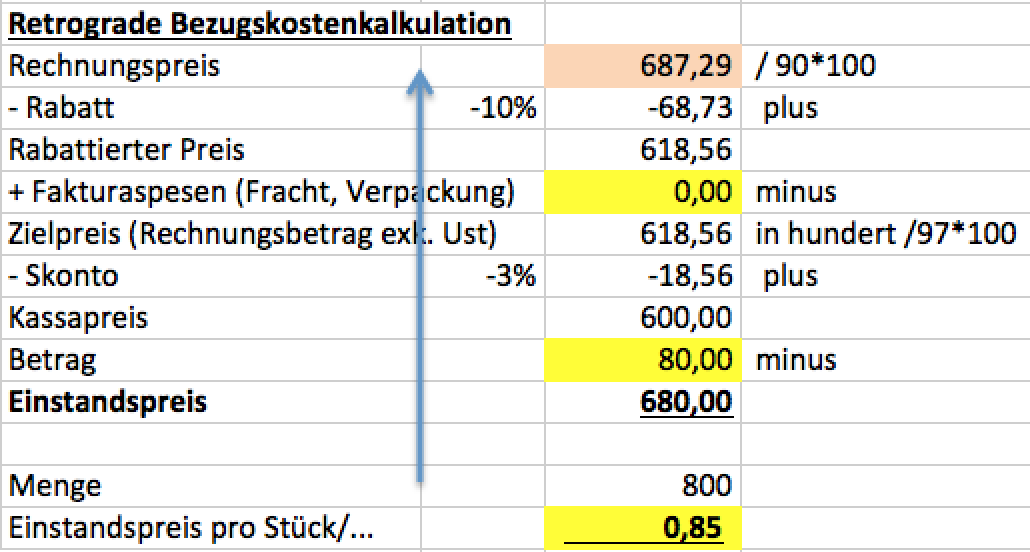 Retrograde Bezugskostenkalkulation
Rechnungspreis 687,29 / 90*100
- Rabatt -10% -68,73 plus
Rabattierter Preis 618,56
+ Fakturaspesen (Fracht, Verpackung) 0,00 minus
Zielpreis (Rechnungsbetrag exk. Ust) 618,56 in hundert /97*100
- Skonto -3% -18,56 plus
Kassapreis 600,00
Betrag 80,00 minus
Einstandspreis 680,00
Menge 800
Einstandspreis pro Stück/... 0,85